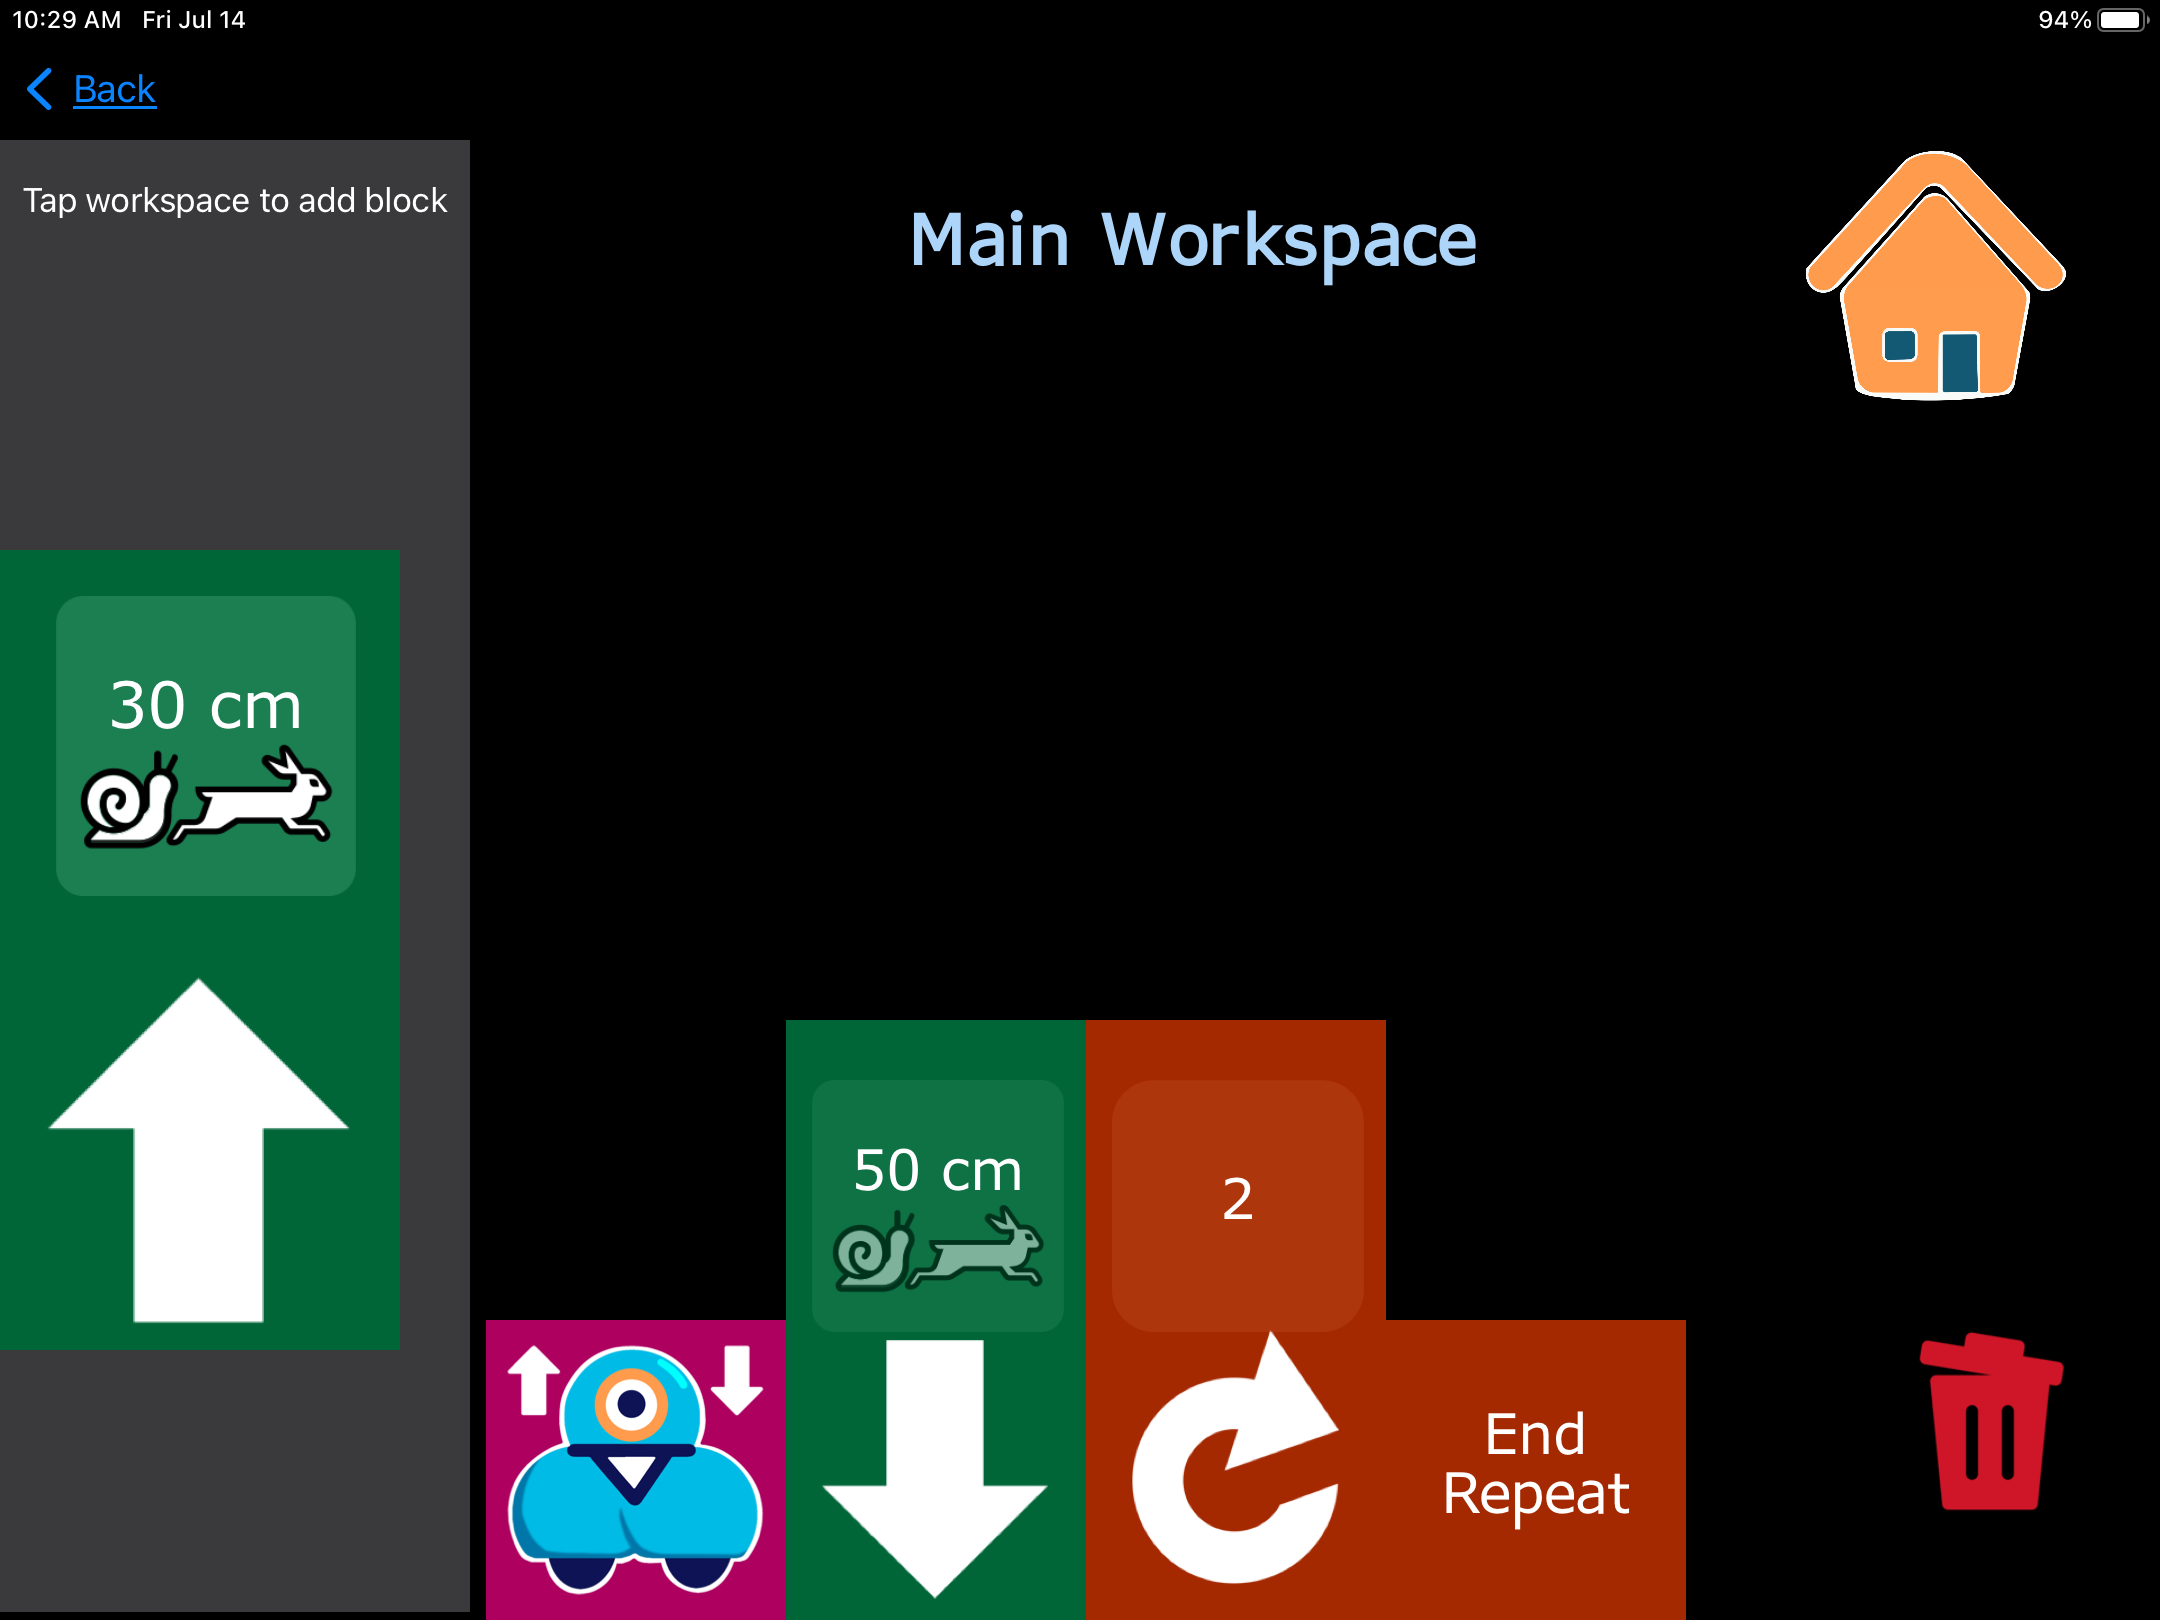 10:29 AM Fri Jul 14
94%
Back
Tap workspace to add block
Main Workspace
30 cm
50 cm
2
End
Repeat